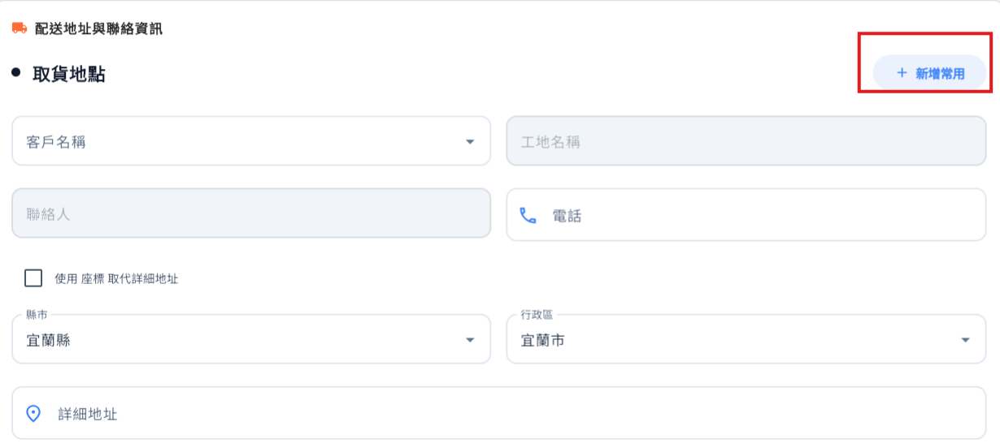 配送地址與聯絡資訊
取貨地點
+ 新增常用
客戶名稱
工地名稱
聯絡人
電話
使用 座標 取代詳細地址
縣市
宜蘭縣
行政區
宜蘭市
詳細地址